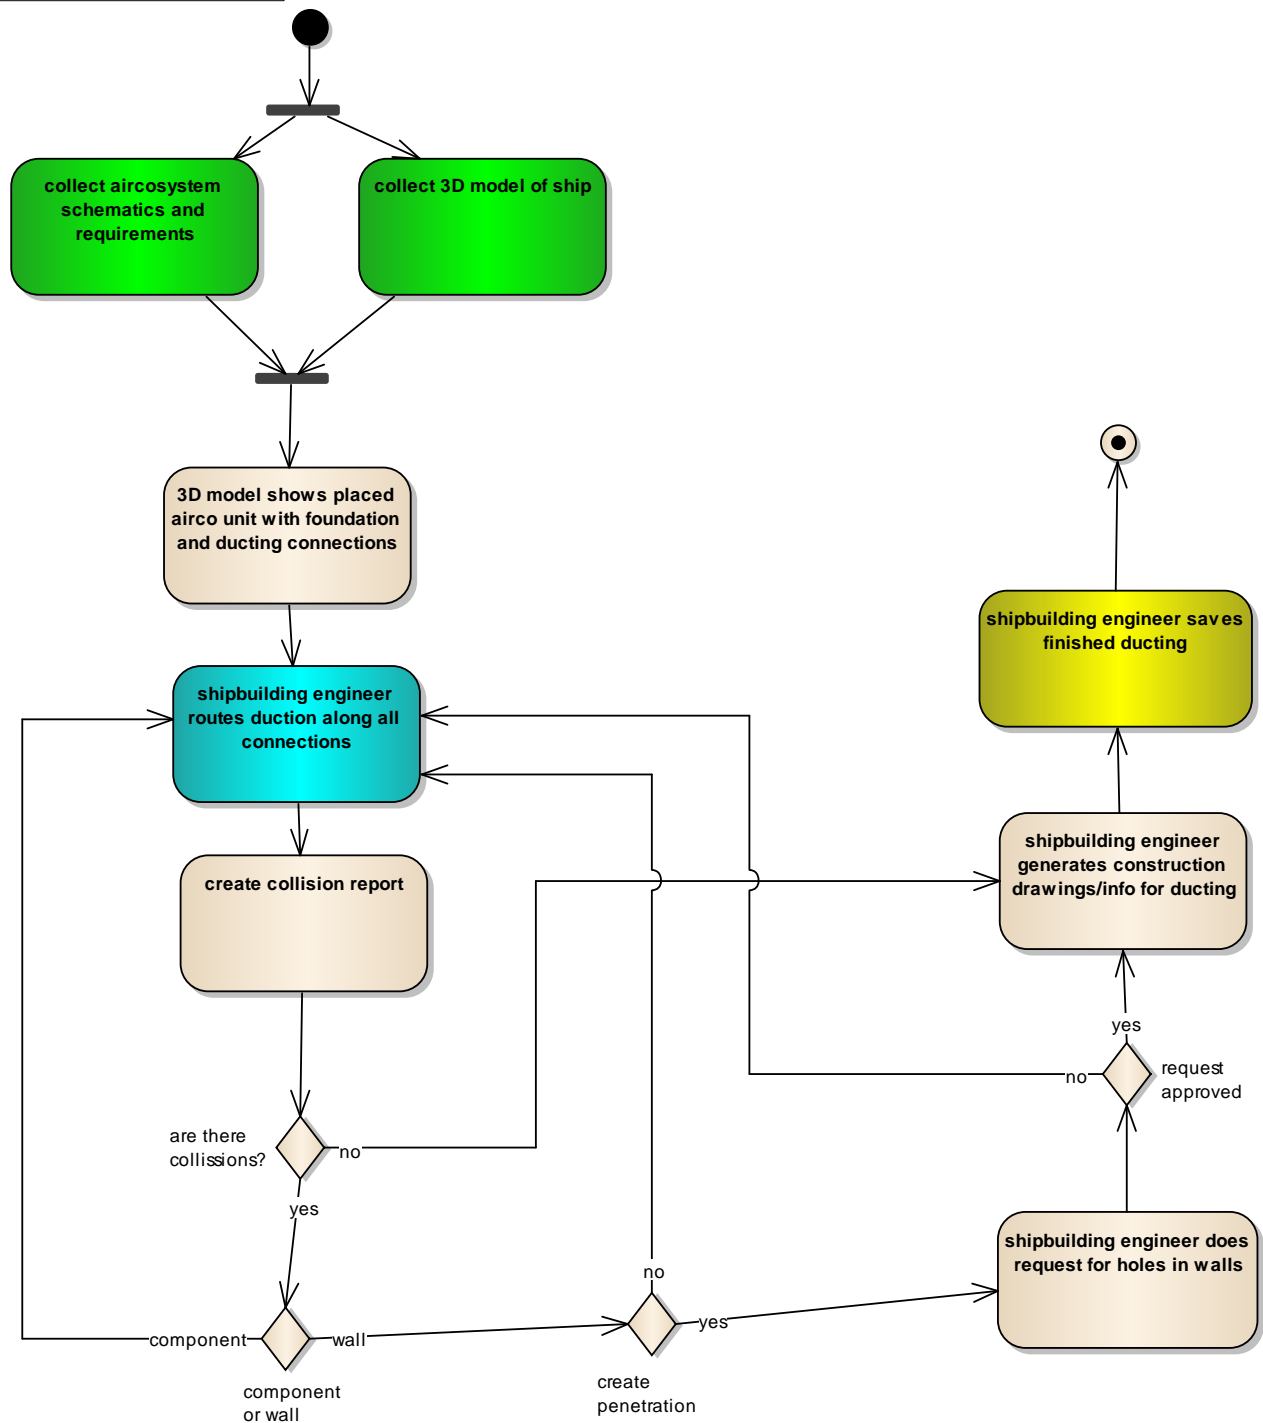 collect aircosystem
schematics and
requirements
collect 3D model of ship
3D model shows placed
airco unit with foundation
and ducting connections
shipbuilding engineer saves
finished ducting
shipbuilding engineer
routes duction along all
connections
shipbuilding engineer
generates construction
drawings/info for ducting
create collision report
yes
request
approved
no
are there
collissions?
no
yes
shipbuilding engineer does
request for holes in walls
no
yes
component
wall
create
penetration
component
or wall